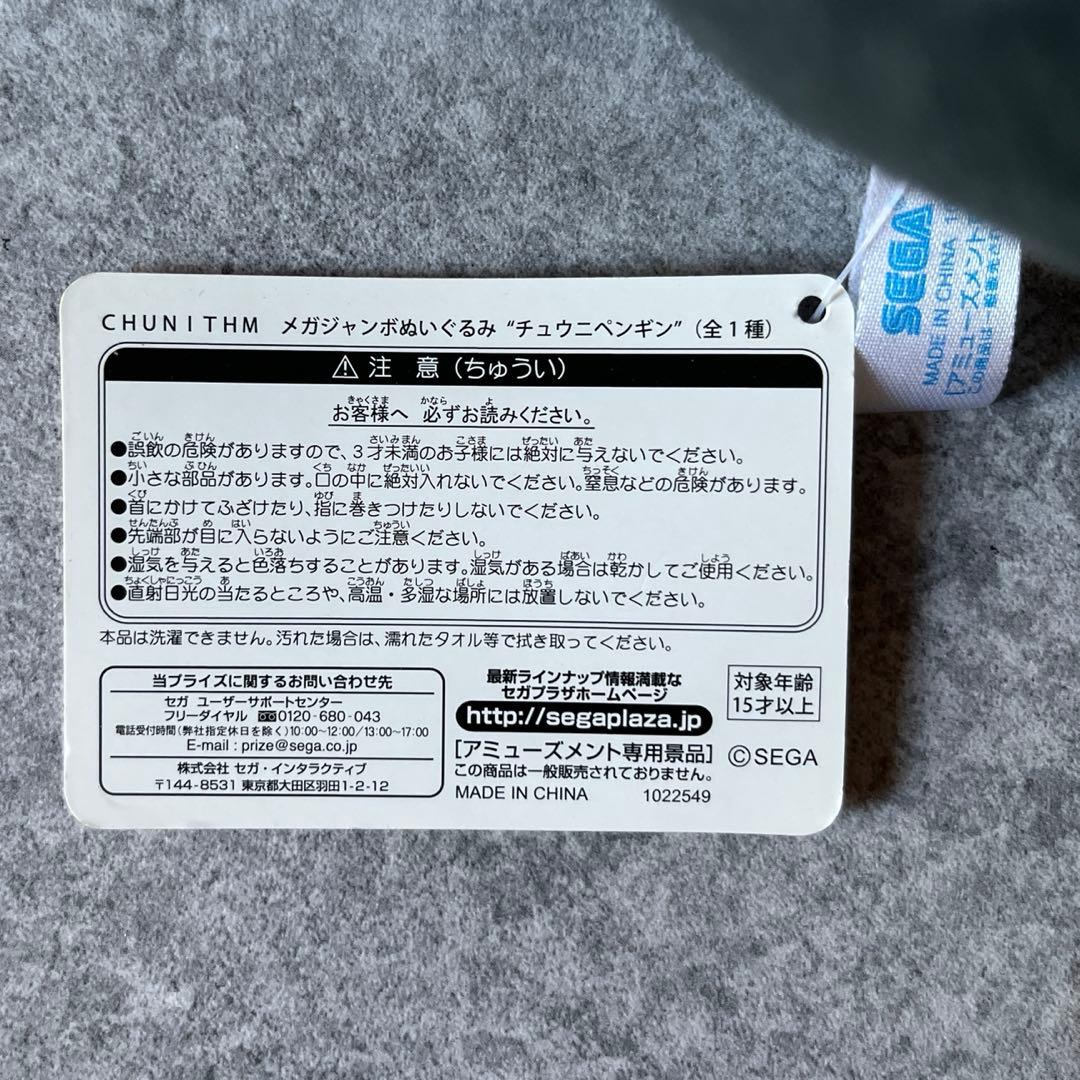 CHUNITHM メガジャンボぬいぐるみ “チュウニペンギン”（全1種）
⚠ 注 意（ちゅうい）
お客様へ 必ずお読みください。
●誤飲の危険がありますので、3才未満のお子様には絶対に与えないでください。
●小さな部品があります。口の中に絶対入れないでください。窒息などの危険があります。
●首にかけてふざけたり、指に巻きつけたりしないでください。
●先端部が目に入らないようにご注意ください。
●湿気を与えると色落ちすることがあります。湿気がある場合は乾かしてご使用ください。
●直射日光の当たるところや、高温・多湿な場所には放置しないでください。
本品は洗濯できません。汚れた場合は、濡れたタオル等で拭き取ってください。
当プライズに関するお問い合わせ先
セガ ユーザーサポートセンター
フリーダイヤル 0120-680-043
電話受付時間（弊社指定休日を除く）10:00～12:00/13:00～17:00
E-mail : prize@sega.co.jp
株式会社 セガ・インタラクティブ
〒144-8531 東京都大田区羽田1-2-12
最新ラインナップ情報満載な
セガプラザホームページ
http://segaplaza.jp
[アミューズメント専用景品]
この商品は一般販売されておりません。
MADE IN CHINA 1022549
対象年齢
15才以上
©SEGA
SEGA
MADE IN CHINA
[アミューズメント
この商品は一般販売さ